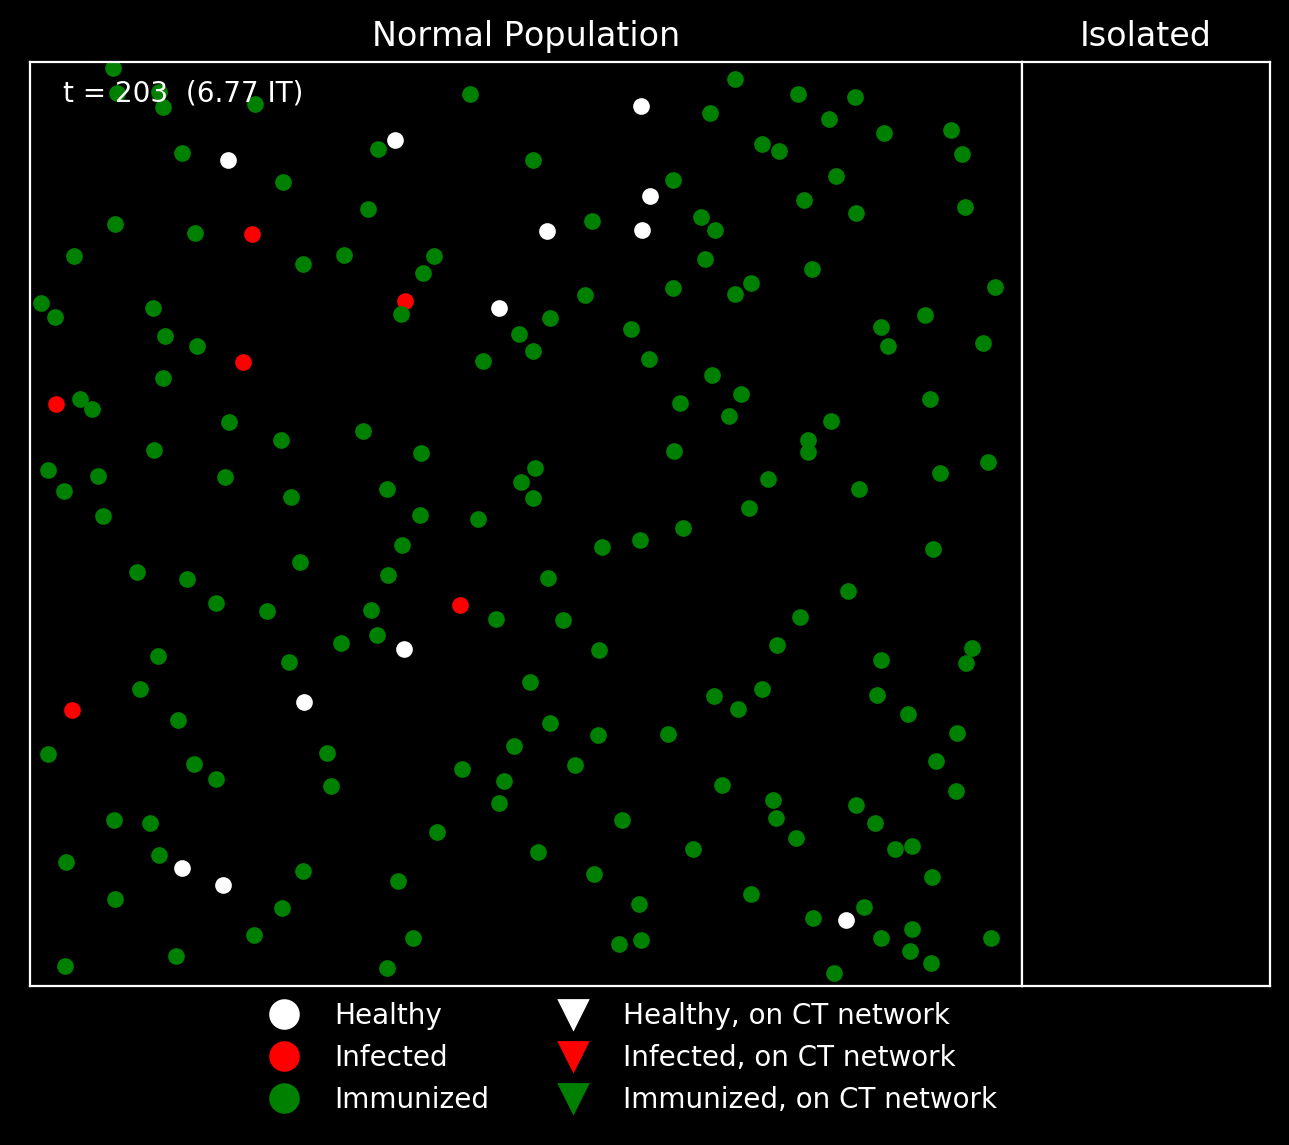 Normal Population
Isolated
t = 203  (6.77 IT)
Healthy
Infected
Immunized
Healthy, on CT network
Infected, on CT network
Immunized, on CT network